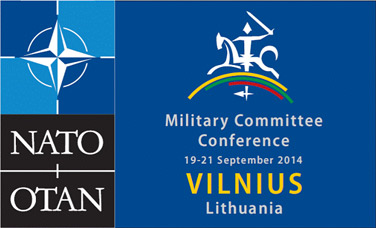 NATO
OTAN
Military Committee
Conference
19-21 September 2014
VILNIUS
Lithuania